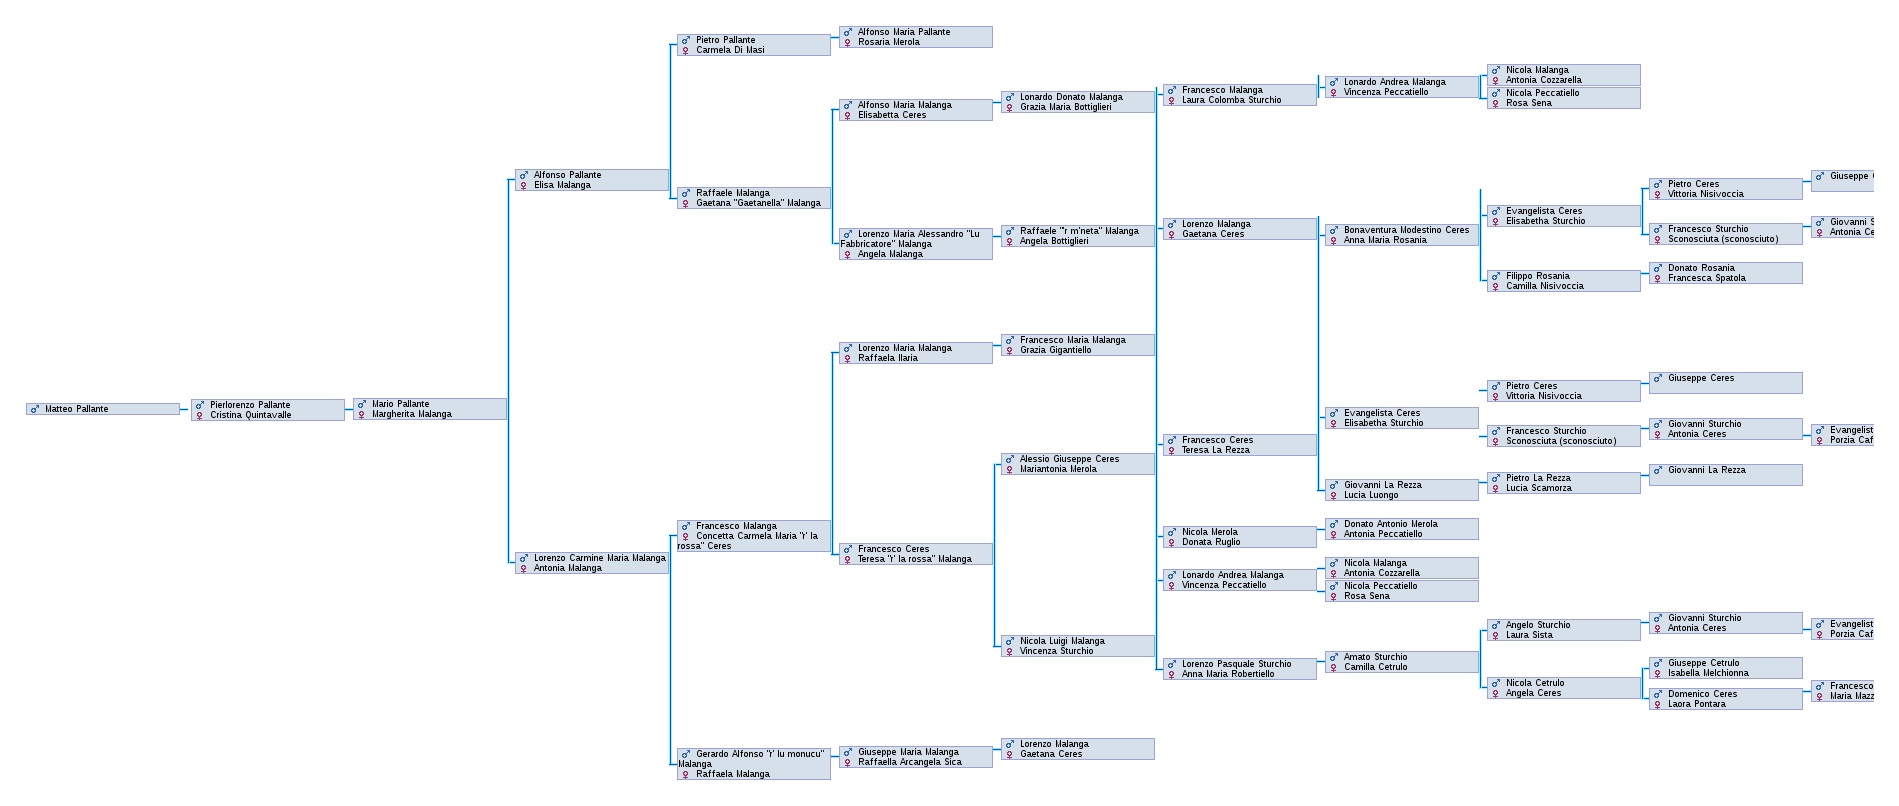 Matteo Pallante
Pierlorenzo Pallante
Cristina Quintavalle
Mario Pallante
Margherita Malanga
Alfonso Pallante
Elisa Malanga
Lorenzo Carmine Maria Malanga
Antonia Malanga
Pietro Pallante
Carmela Di Masi
Raffaele Malanga
Gaetana "Gaetanella" Malanga
Francesco Malanga
Concetta Carmela Maria "r' la
rossa" Ceres
Gerardo Alfonso "r' lu monucu"
Malanga
Raffaela Malanga
Alfonso Maria Pallante
Rosaria Merola
Alfonso Maria Malanga
Elisabetta Ceres
Lorenzo Maria Alessandro "Lu
Fabbricatore" Malanga
Angela Malanga
Lorenzo Maria Malanga
Raffaela Ilaria
Francesco Ceres
Teresa "r' la rossa" Malanga
Giuseppe Maria Malanga
Raffaella Arcangela Sica
Lonardo Donato Malanga
Grazia Maria Bottiglieri
Raffaele "'r m'neta" Malanga
Angela Bottiglieri
Francesco Maria Malanga
Grazia Gigantiello
Alessio Giuseppe Ceres
Mariantonia Merola
Nicola Luigi Malanga
Vincenza Sturchio
Lorenzo Malanga
Gaetana Ceres
Francesco Malanga
Laura Colomba Sturchio
Lorenzo Malanga
Gaetana Ceres
Francesco Ceres
Teresa La Rezza
Nicola Merola
Donata Ruglio
Lonardo Andrea Malanga
Vincenza Peccatiello
Lorenzo Pasquale Sturchio
Anna Maria Robertiello
Lonardo Andrea Malanga
Vincenza Peccatiello
Bonaventura Modestino Ceres
Anna Maria Rosania
Evangelista Ceres
Elisabetha Sturchio
Giovanni La Rezza
Lucia Luongo
Donato Antonio Merola
Antonia Peccatiello
Nicola Malanga
Antonia Cozzarella
Nicola Peccatiello
Rosa Sena
Amato Sturchio
Camilla Cetrulo
Nicola Malanga
Antonia Cozzarella
Nicola Peccatiello
Rosa Sena
Evangelista Ceres
Elisabetha Sturchio
Filippo Rosania
Camilla Nisivoccia
Pietro Ceres
Vittoria Nisivoccia
Francesco Sturchio
Sconosciuta (sconosciuto)
Pietro La Rezza
Lucia Scamorza
Angelo Sturchio
Laura Sista
Nicola Cetrulo
Angela Ceres
Pietro Ceres
Vittoria Nisivoccia
Francesco Sturchio
Sconosciuta (sconosciuto)
Donato Rosania
Francesca Spatola
Giuseppe Ceres
Giovanni Sturchio
Antonia Ceres
Giovanni La Rezza
Giovanni Sturchio
Antonia Ceres
Giuseppe Cetrulo
Isabella Melchionna
Domenico Ceres
Laora Pontara
Giuseppe
Giovanni S
Antonia Ce
Evangelist
Porzia Caf
Evangelist
Porzia Caf
Francesco
Maria Mazz